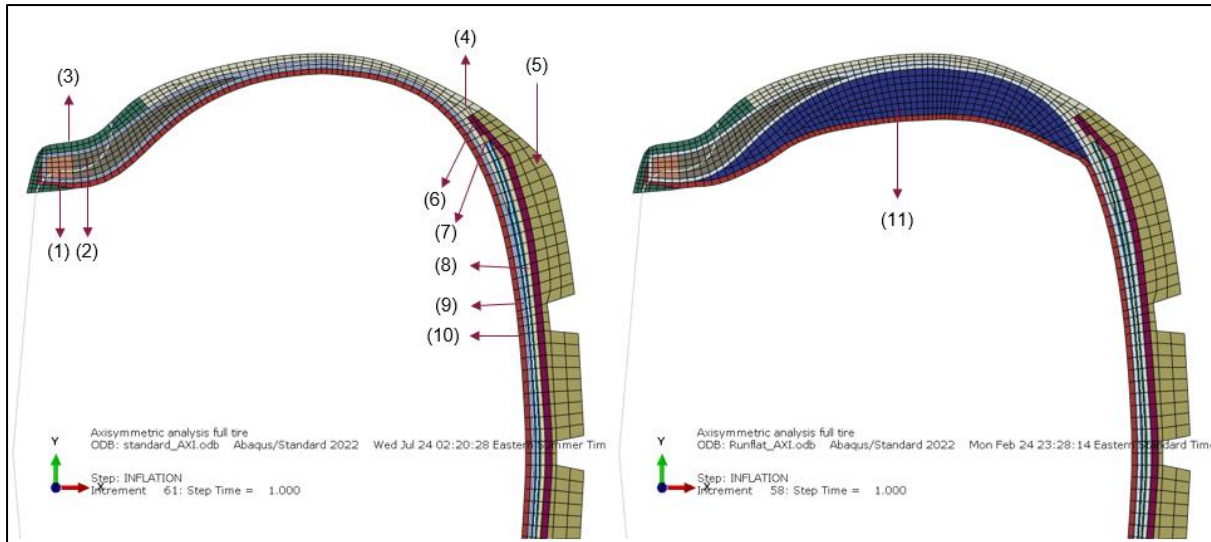 (4)
(5)
(3)
(6)
(7)
(1) (2)
(8)
(9)
(10)
Axisymmetric analysis full tire
ODB: standard_AXI.odb Abaqus/Standard 2022 Wed Jul 24 02:20:28 Eastern Summer Tim
Y
X
Step: INFLATION
Increment 61: Step Time = 1.000
(11)
Axisymmetric analysis full tire
ODB: Runflat_AXI.odb Abaqus/Standard 2022 Mon Feb 24 23:28:14 Eastern Standard Time
Y
X
Step: INFLATION
Increment 58: Step Time = 1.000